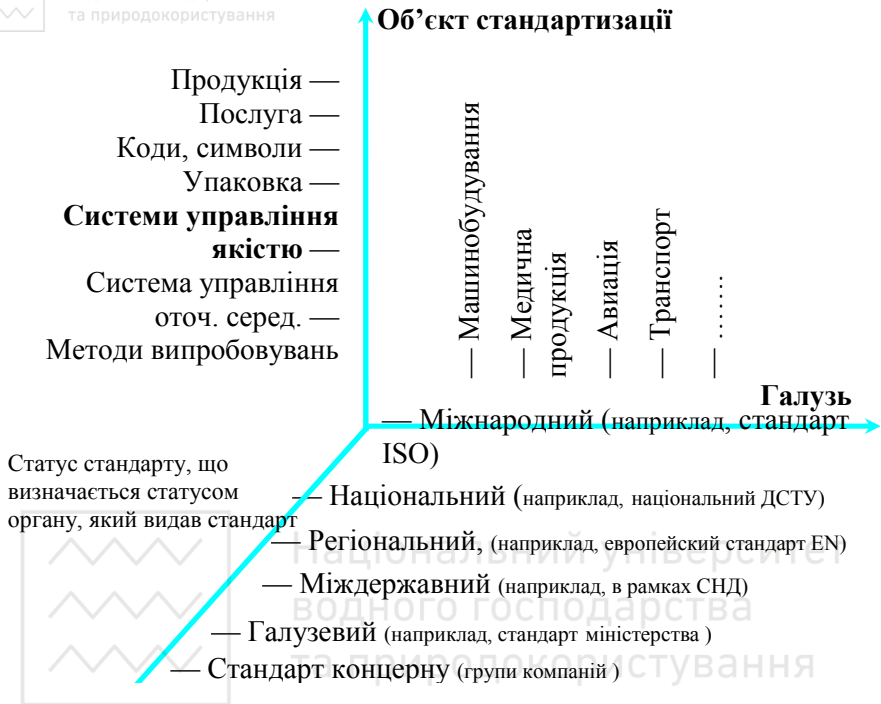 та природокористування
Об’єкт стандартизації
Продукція —
Послуга —
Коди, символи —
Упаковка —
Системи управління
якістю —
Система управління
оточ. серед. —
Методи випробовувань
— Машинобудування
— Медична
продукція
— Авиація
— Транспорт
— ........
Галузь
— Міжнародний (наприклад, стандарт
ISO)
Статус стандарту, що
визначається статусом
органу, який видав стандарт
— Національний (наприклад, національний ДСТУ)
— Регіональний, (наприклад, европейский стандарт EN)
— Міждержавний (наприклад, в рамках СНД)
— Галузевий (наприклад, стандарт міністерства )
— Стандарт концерну (групи компаній )
Національний університет
водного господарства
та природокористування